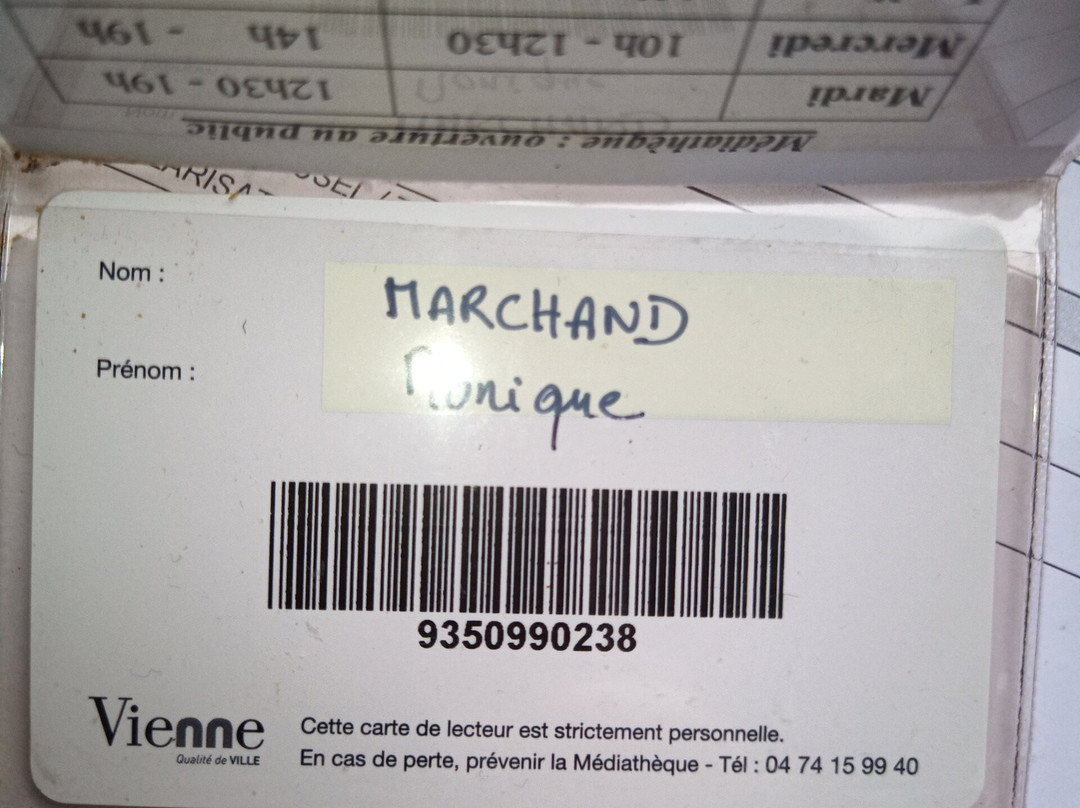 Médiathèque : ouverture au public
Mardi 12h30 - 19h
Mercredi 10h - 12h30 14h - 19h
Nom : MARCHAND
Prénom : Monique
9350990238
Vienne
Qualité de VILLE
Cette carte de lecteur est strictement personnelle.
En cas de perte, prévenir la Médiathèque - Tél : 04 74 15 99 40